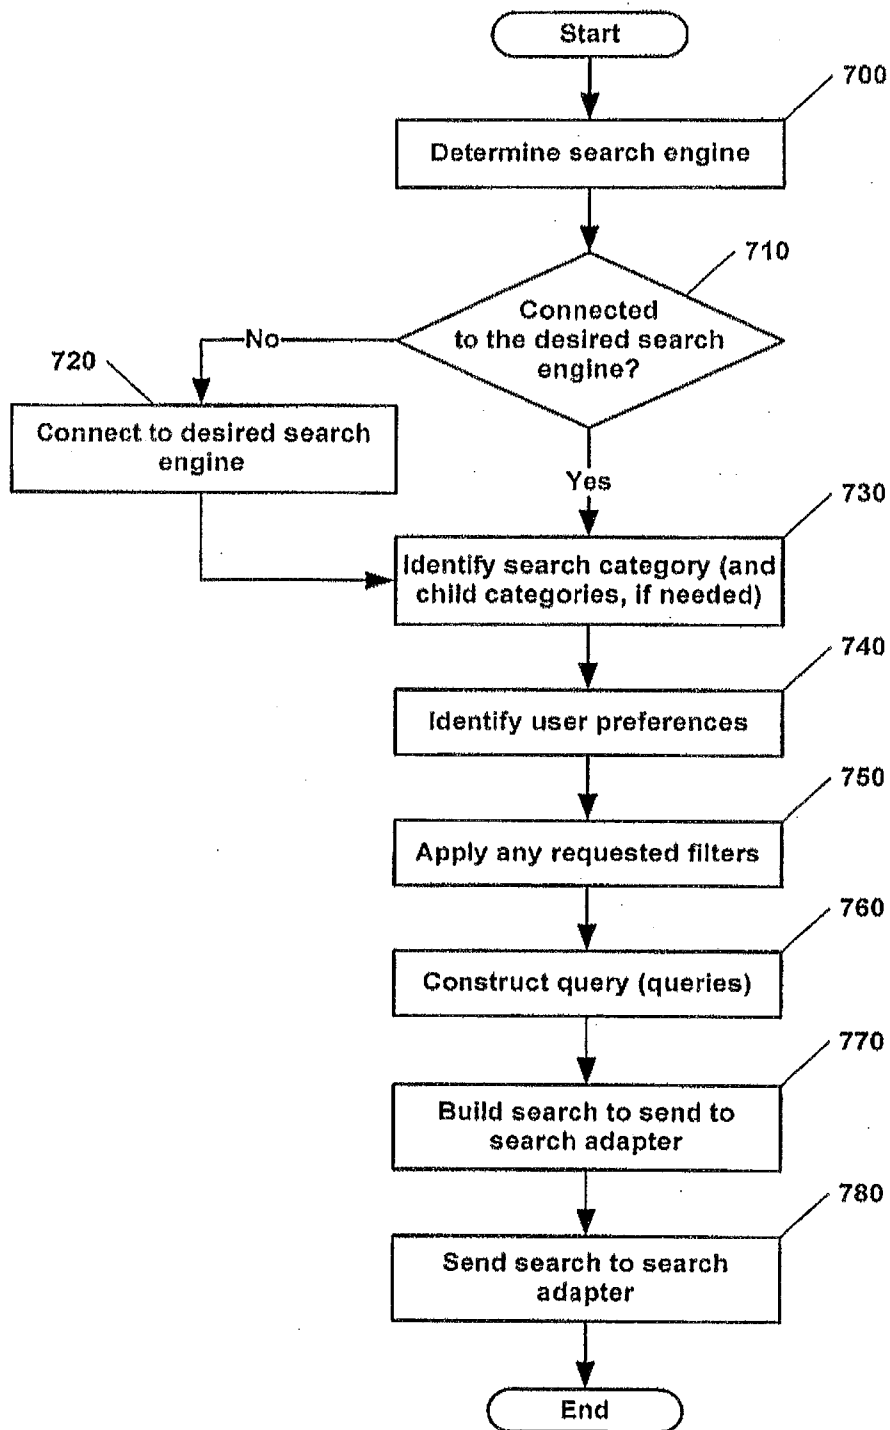 Start
700
Determine search engine
710
Connected
to the desired search
engine?
No
720
Connect to desired search
engine
Yes
730
Identify search category (and
child categories, if needed)
740
Identify user preferences
750
Apply any requested filters
760
Construct query (queries)
770
Build search to send to
search adapter
780
Send search to search
adapter
End